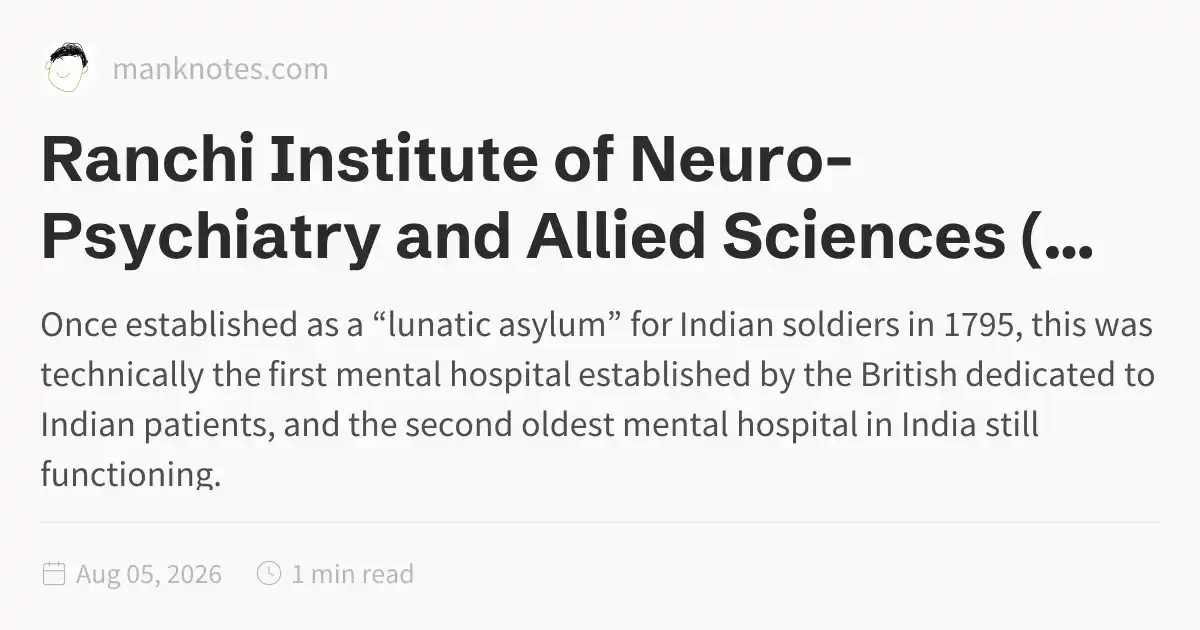 manknotes.com
Ranchi Institute of Neuro-
Psychiatry and Allied Sciences (...
Once established as a “lunatic asylum” for Indian soldiers in 1795, this was
technically the first mental hospital established by the British dedicated to
Indian patients, and the second oldest mental hospital in India still
functioning.
Aug 05, 2026
1 min read